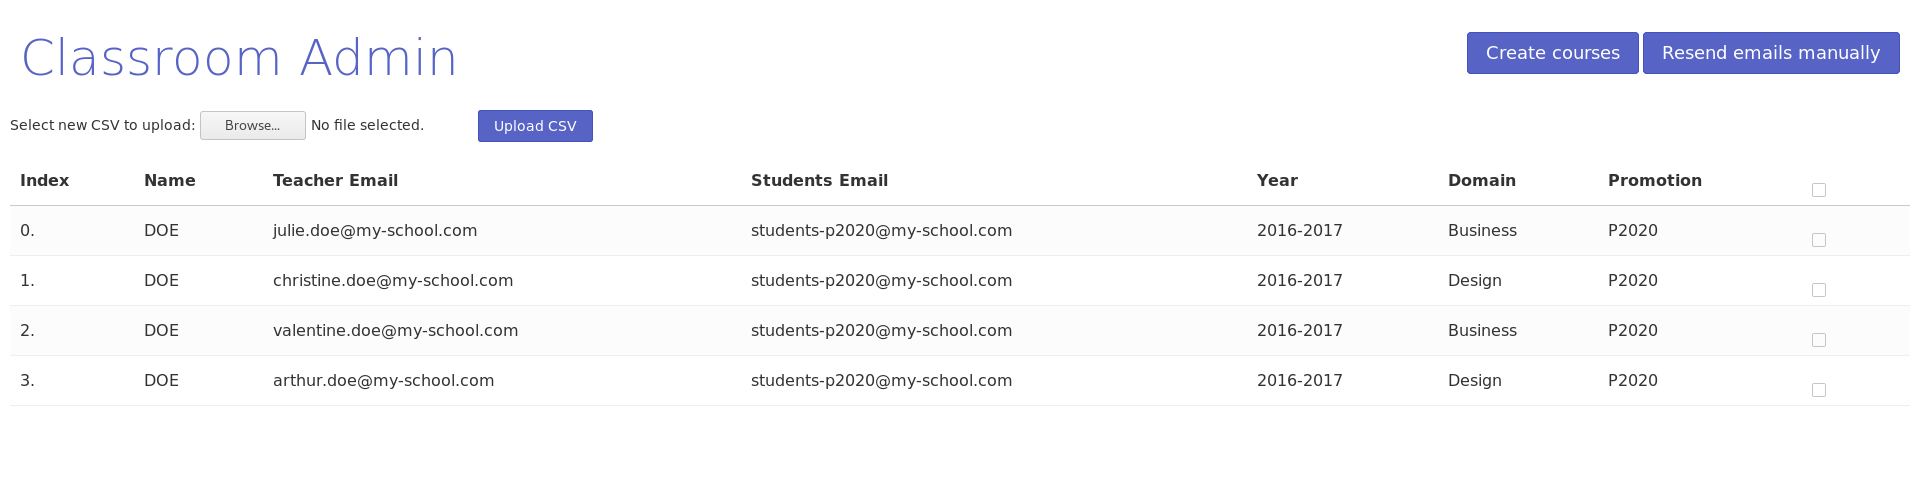 Classroom Admin
Create courses
Resend emails manually
Select new CSV to upload: Browse... No file selected. Upload CSV
Index Name Teacher Email Students Email Year Domain Promotion
0. DOE julie.doe@my-school.com students-p2020@my-school.com 2016-2017 Business P2020
1. DOE christine.doe@my-school.com students-p2020@my-school.com 2016-2017 Design P2020
2. DOE valentine.doe@my-school.com students-p2020@my-school.com 2016-2017 Business P2020
3. DOE arthur.doe@my-school.com students-p2020@my-school.com 2016-2017 Design P2020